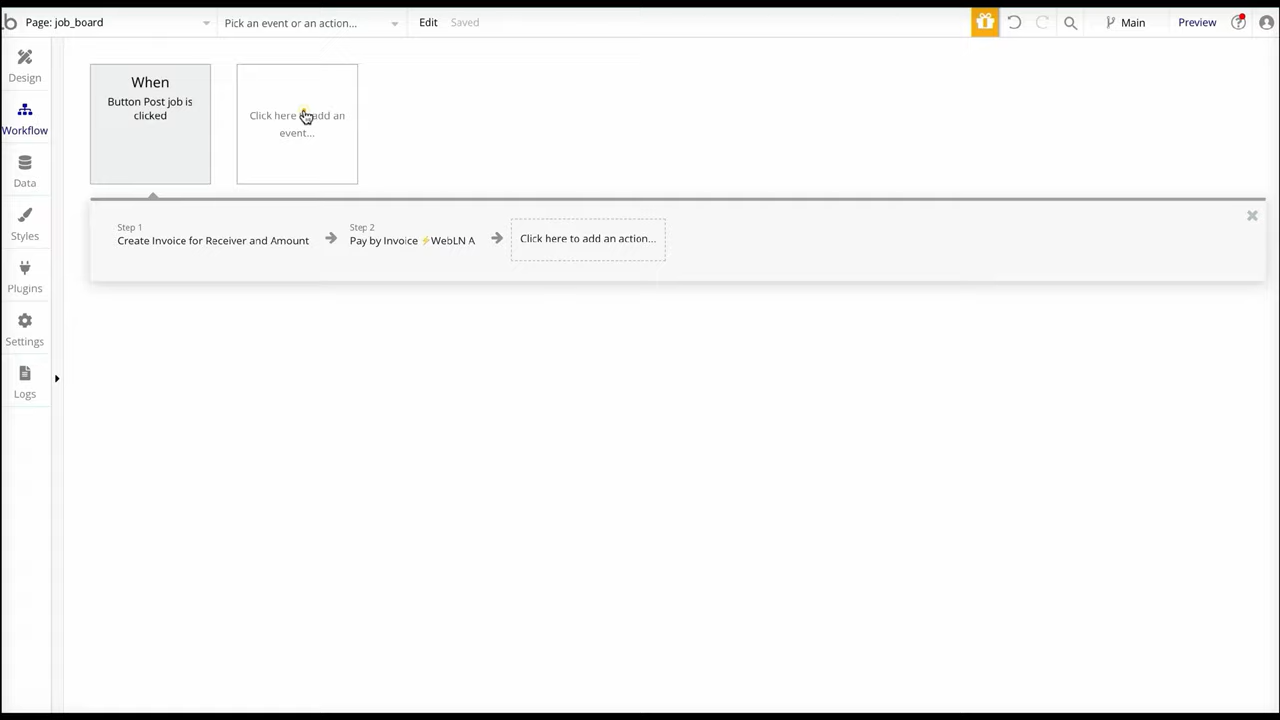 .b Page: job_board Pick an event or an action... Edit Saved Main Preview
Design
Workflow
Data
Styles
Plugins
Settings
Logs
When
Button Post job is
clicked
Click here add an
event...
Step 1
Create Invoice for Receiver and Amount
Step 2
Pay by Invoice ⚡WebLN A
Click here to add an action...